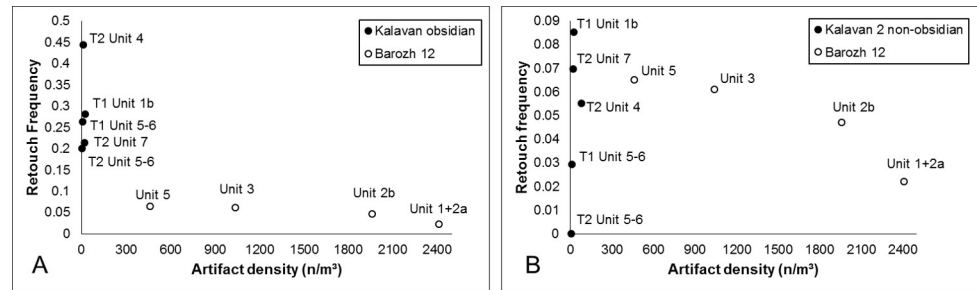 0.5
0.45
0.4
0.35
0.3
0.25
0.2
0.15
0.1
0.05
0
Retouch Frequency
T2 Unit 4
T1 Unit 1b
T1 Unit 5-6
T2 Unit 7
T2 Unit 5-6
Unit 5
Unit 3
Unit 2b
Unit 1+2a
Kalavan obsidian
Barozh 12
0 300 600 900 1200 1500 1800 2100 2400
Artifact density (n/m³)
A
0.09
0.08
0.07
0.06
0.05
0.04
0.03
0.02
0.01
0
Retouch frequency
T1 Unit 1b
T2 Unit 7
T2 Unit 4
T1 Unit 5-6
T2 Unit 5-6
Unit 5
Unit 3
Unit 2b
Unit 1+2a
Kalavan 2 non-obsidian
Barozh 12
0 300 600 900 1200 1500 1800 2100 2400
Artifact density (n/m³)
B